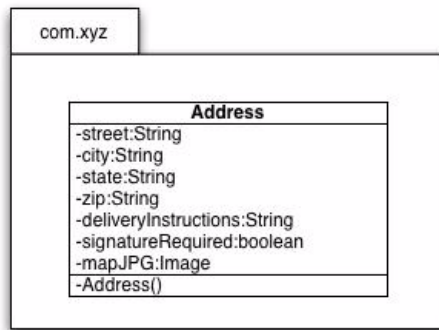 com.xyz
Address
-street:String
-city:String
-state:String
-zip:String
-deliveryInstructions:String
-signatureRequired:boolean
-mapJPG:Image
-Address()